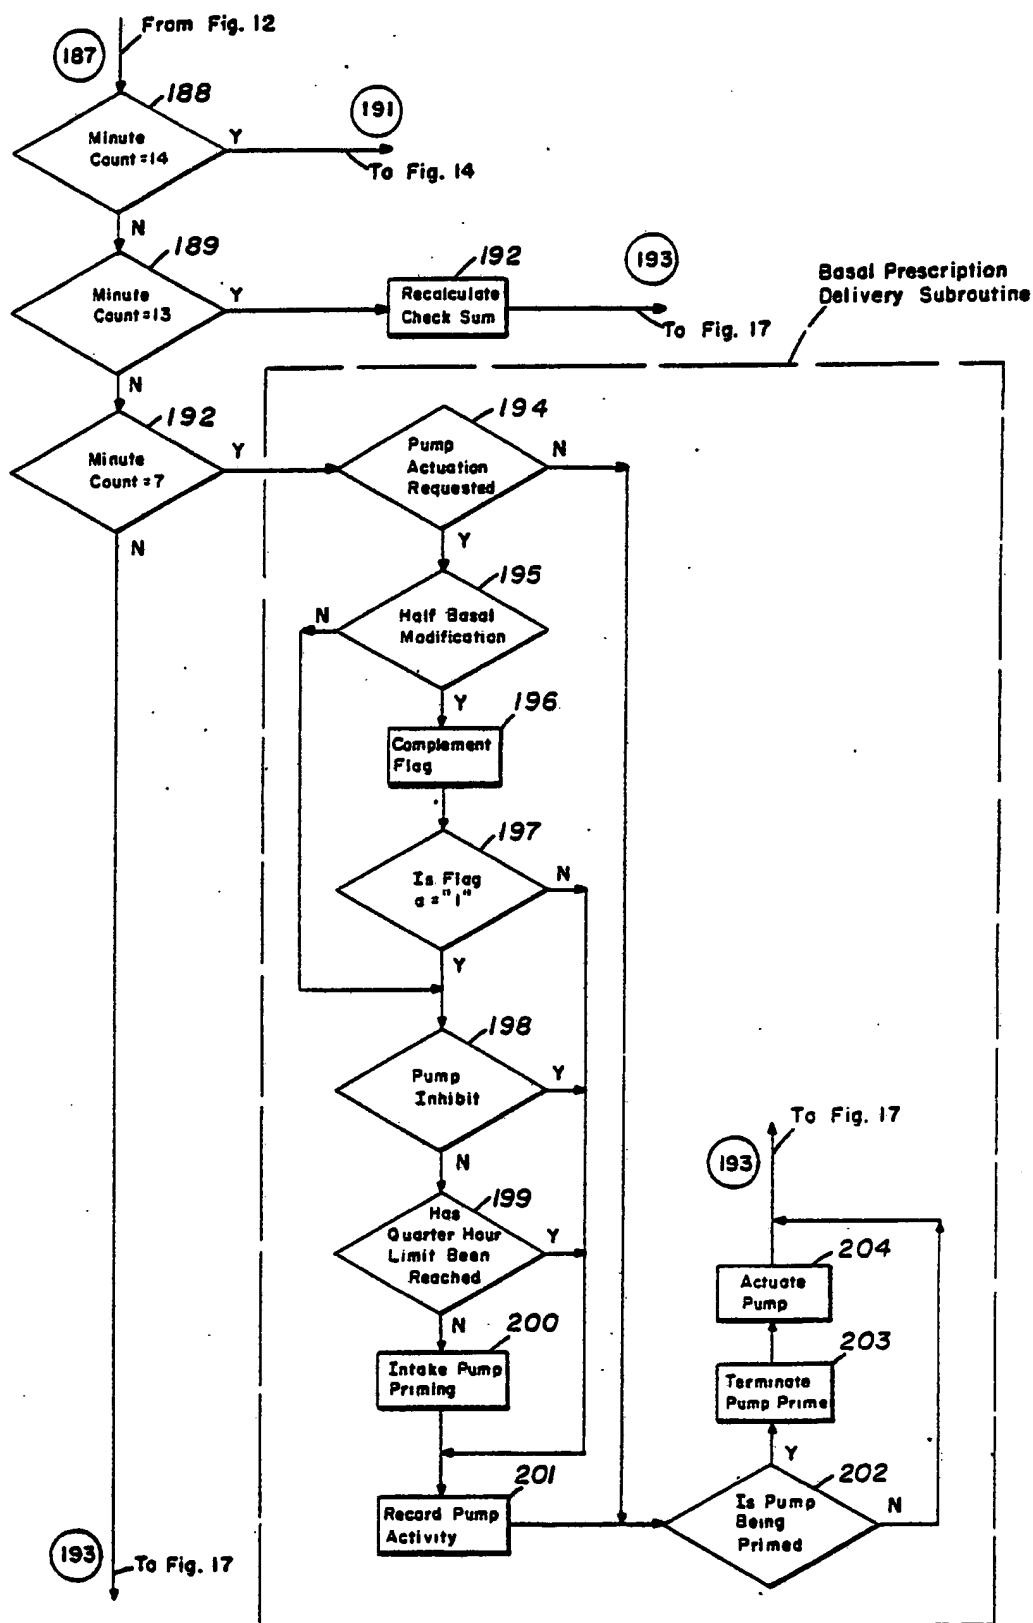 From Fig. 12
187
188
Minute
Count=14
Y
191
To Fig. 14
N
189
Minute
Count=13
Y
192
Recalculate
Check Sum
193
To Fig. 17
Basal Prescription
Delivery Subroutine
N
192
Minute
Count=7
Y
N
194
Pump
Actuation
Requested
N
Y
195
Half Basal
Modification
N
Y
196
Complement
Flag
197
Is Flag
a="1"
N
Y
198
Pump
Inhibit
Y
N
199
Has
Quarter Hour
Limit Been
Reached
Y
N
200
Intake Pump
Priming
201
Record Pump
Activity
202
Is Pump
Being
Primed
N
Y
203
Terminate
Pump Prime
204
Actuate
Pump
193
To Fig. 17
193
To Fig. 17